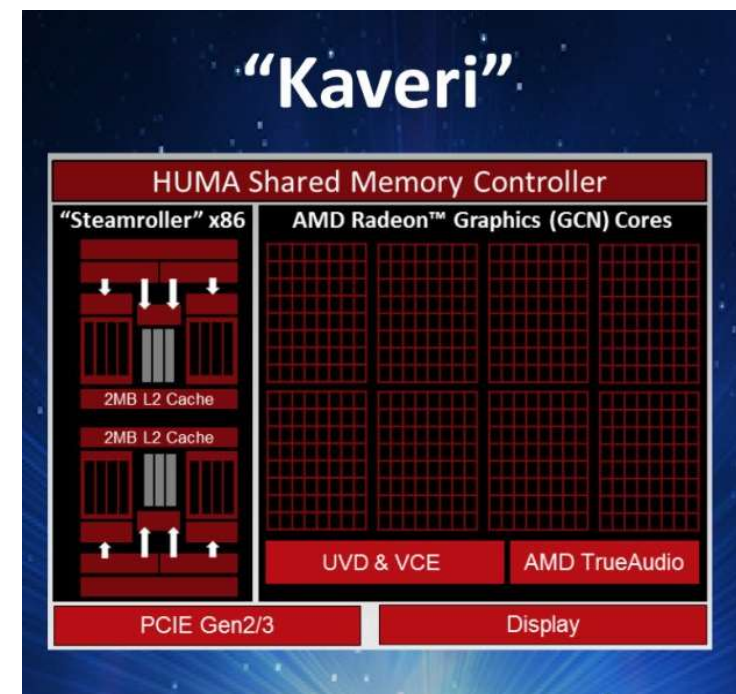 “Kaveri”
HUMA Shared Memory Controller
“Steamroller” x86
AMD Radeon™ Graphics (GCN) Cores
2MB L2 Cache
2MB L2 Cache
UVD & VCE
AMD TrueAudio
PCIE Gen2/3
Display